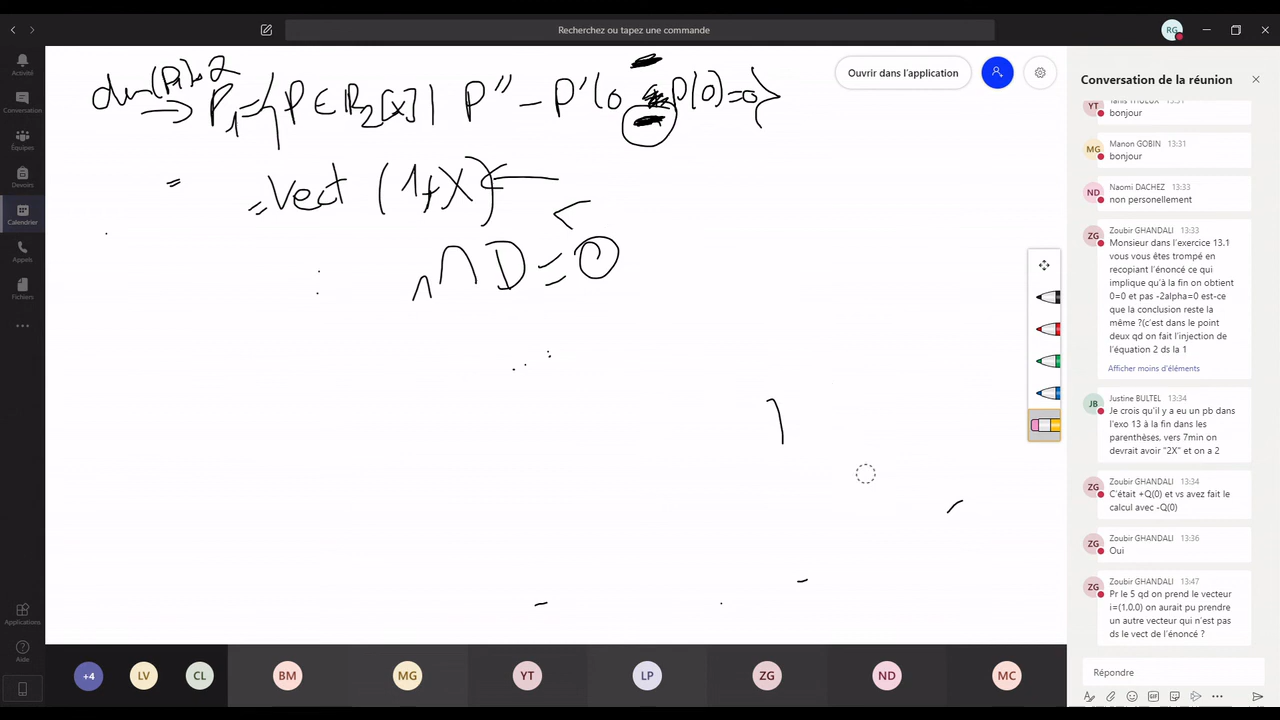 Recherchez ou tapez une commande
RG
Activité
Conversation
Équipes
Devoirs
Calendrier
Appels
Fichiers
Applications
Aide
= Vect (1+X)
∩ D = 0
Ouvrir dans l'application
Conversation de la réunion
YT
bonjour
MG
Manon GOBIN 13:31
bonjour
ND
Naomi DACHEZ 13:33
non personellement
ZG
Zoubir GHANDALI 13:33
Monsieur dans l'exercice 13.1
vous vous êtes trompé en
recopiant l'énoncé ce qui
implique qu'à la fin on obtient
0=0 et pas -2alpha=0 est-ce
que la conclusion reste la
même ?(c'est dans le point
deux qd on fait l'injection de
l'équation 2 ds la 1
Afficher moins d'éléments
JB
Justine BULTEL 13:34
Je crois qu'il y a eu un pb dans
l'exo 13 à la fin dans les
parenthèses, vers 7min on
devrait avoir "2X" et on a 2
ZG
Zoubir GHANDALI 13:34
C'était +Q(0) et vs avez fait le
calcul avec -Q(0)
ZG
Zoubir GHANDALI 13:36
Oui
ZG
Zoubir GHANDALI 13:47
Pr le 5 qd on prend le vecteur
i=(1,0,0) on aurait pu prendre
un autre vecteur qui n'est pas
ds le vect de l'énoncé ?
Répondre
+4 LV CL BM MG YT LP ZG ND MC